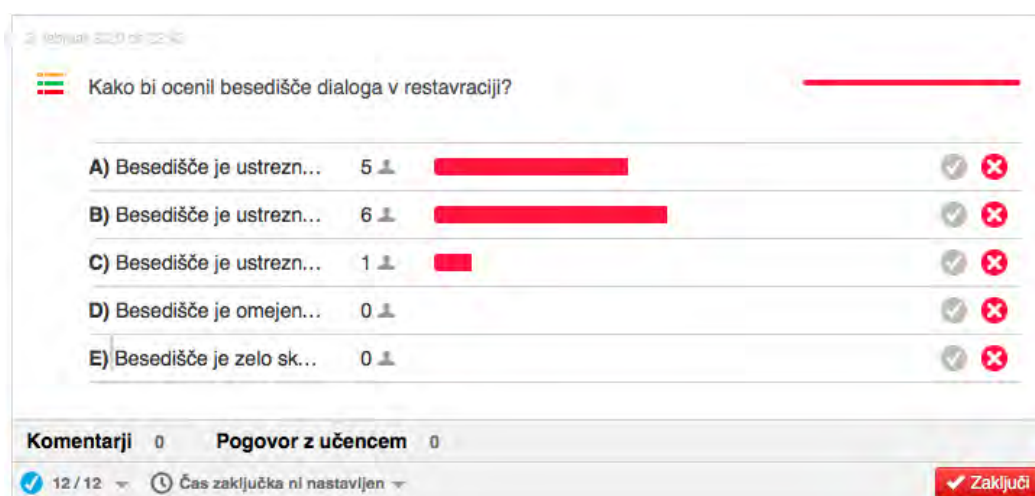 Kako bi ocenil besedišče dialoga v restavraciji?
A) Besedišče je ustrezn... 5
B) Besedišče je ustrezn... 6
C) Besedišče je ustrezn... 1
D) Besedišče je omejen... 0
E) Besedišče je zelo sk... 0
Komentarji 0 Pogovor z učencem 0
12/12 Čas zaključka ni nastavljen Zaključi